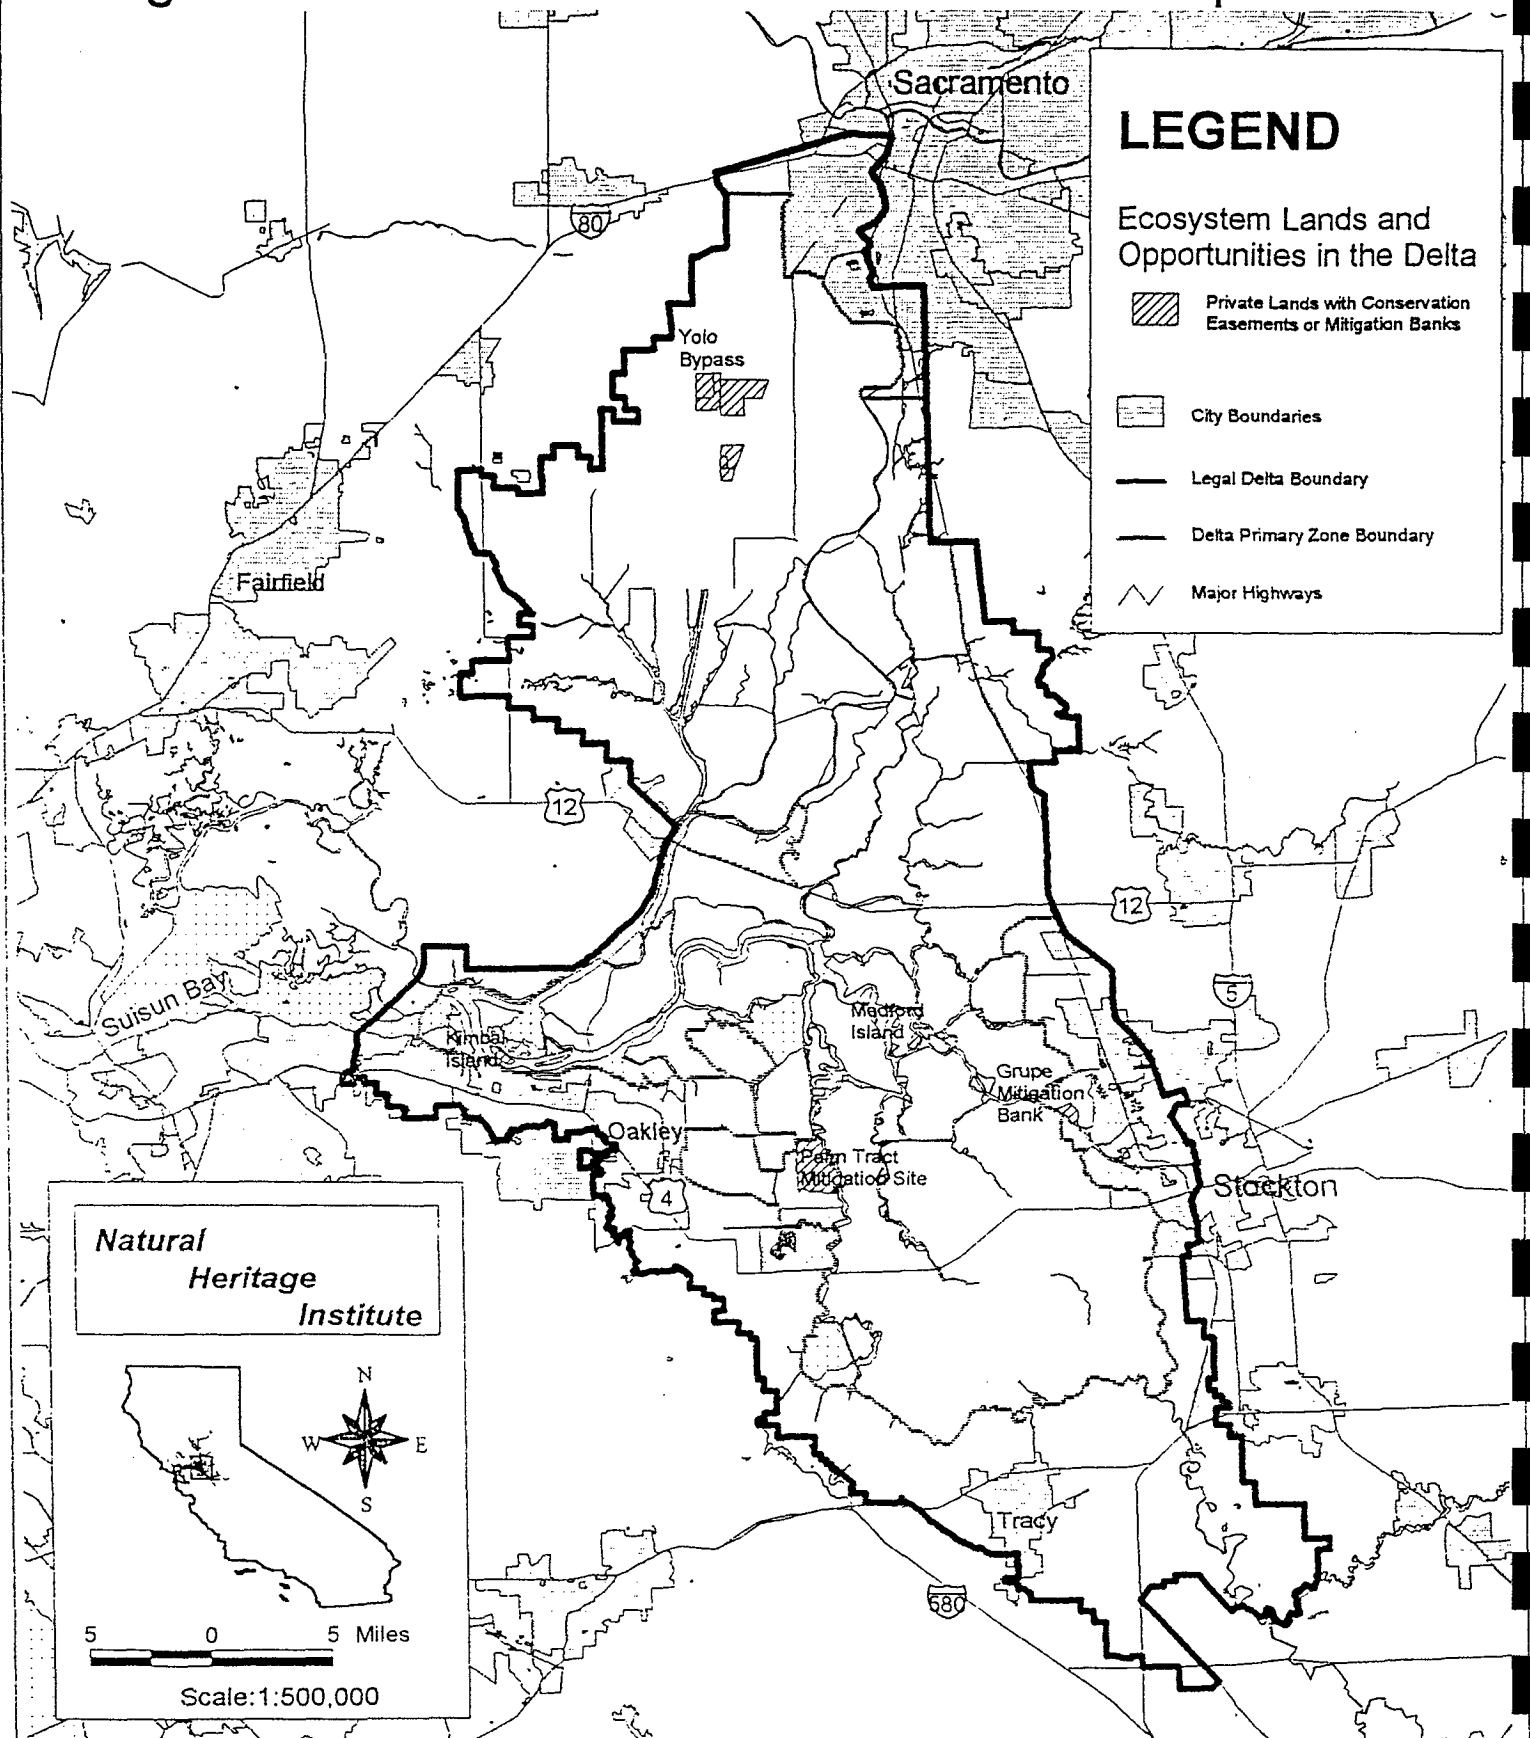 Sacramento
LEGEND
Ecosystem Lands and
Opportunities in the Delta
Private Lands with Conservation
Easements or Mitigation Banks
City Boundaries
Legal Delta Boundary
Delta Primary Zone Boundary
Major Highways
80
Yolo
Bypass
Fairfield
12
12
Suisun Bay
5
Kimbal
Island
Medford
Island
Grupe
Mitigation
Bank
Oakley
Palm Tract
Mitigation Site
4
Stockton
Natural
Heritage
Institute
N
W
E
S
Tracy
580
5 0 5 Miles
Scale:1:500,000